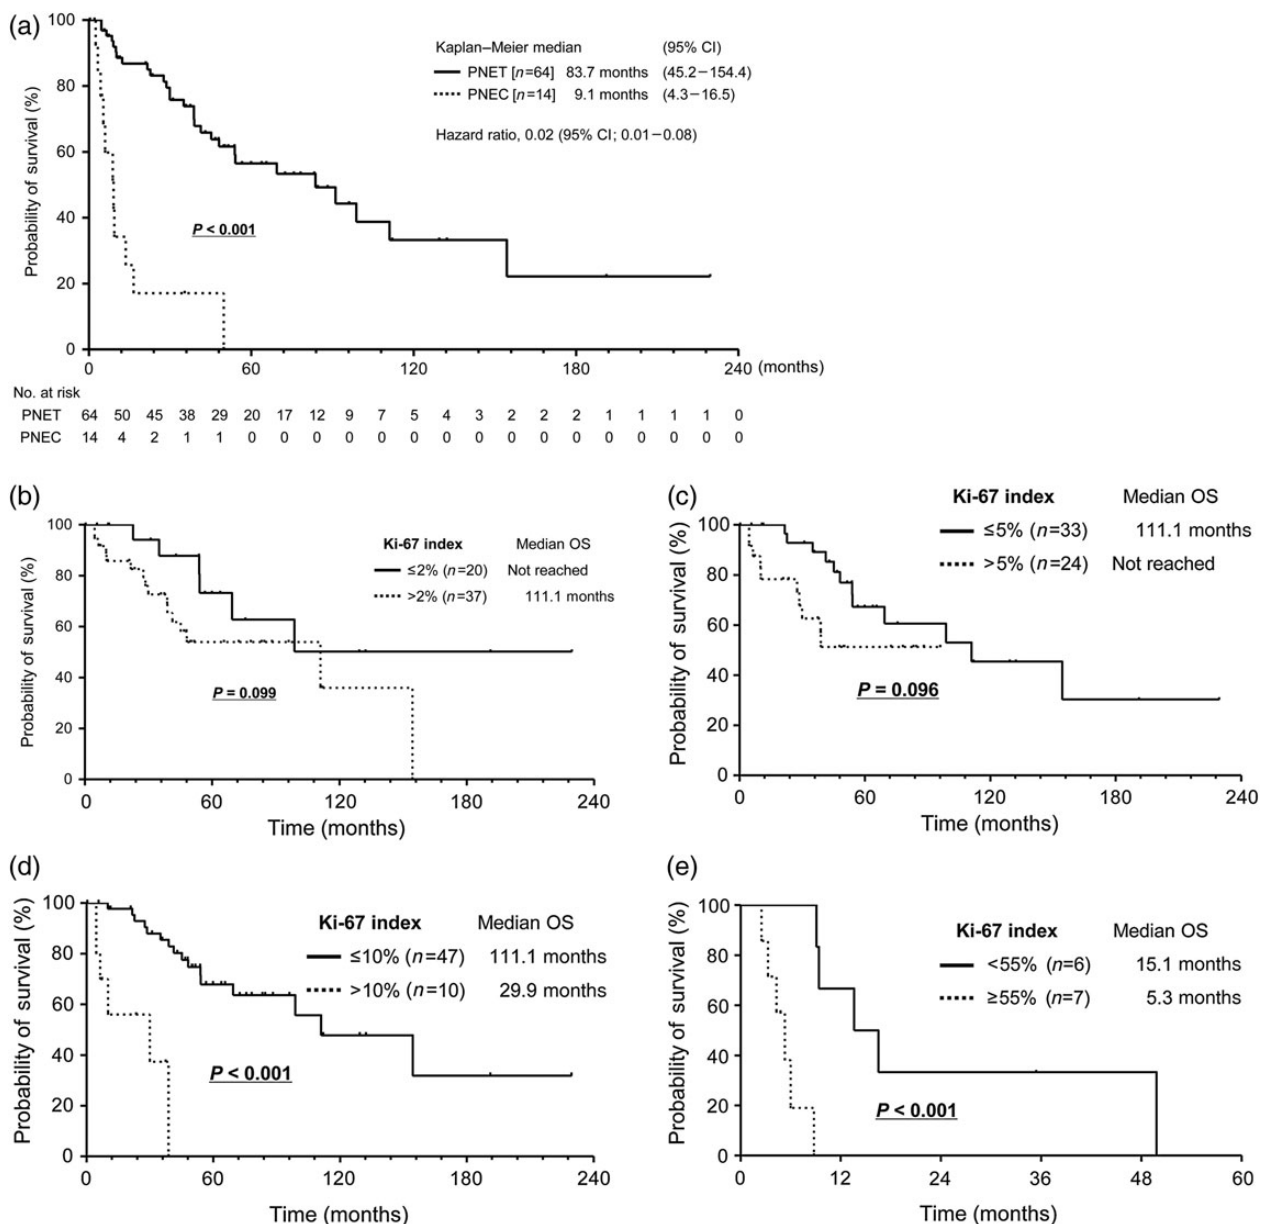 (a)
Probability of survival (%)
100
80
60
40
20
0
Kaplan–Meier median (95% CI)
PNET [n=64] 83.7 months (45.2–154.4)
PNEC [n=14] 9.1 months (4.3–16.5)
Hazard ratio, 0.02 (95% CI; 0.01–0.08)
P < 0.001
0 60 120 180 240 (months)
No. at risk
PNET 64 50 45 38 29 20 17 12 9 7 5 4 3 2 2 2 1 1 1 1 0
PNEC 14 4 2 1 1 0 0 0 0 0 0 0 0 0 0 0 0 0 0 0 0
(b)
Probability of survival (%)
100
80
60
40
20
0
Ki-67 index Median OS
≤2% (n=20) Not reached
>2% (n=37) 111.1 months
P = 0.099
0 60 120 180 240
Time (months)
(c)
Probability of survival (%)
100
80
60
40
20
0
Ki-67 index Median OS
≤5% (n=33) 111.1 months
>5% (n=24) Not reached
P = 0.096
0 60 120 180 240
Time (months)
(d)
Probability of survival (%)
100
80
60
40
20
0
Ki-67 index Median OS
≤10% (n=47) 111.1 months
>10% (n=10) 29.9 months
P < 0.001
0 60 120 180 240
Time (months)
(e)
Probability of survival (%)
100
80
60
40
20
0
Ki-67 index Median OS
<55% (n=6) 15.1 months
≥55% (n=7) 5.3 months
P < 0.001
0 12 24 36 48 60
Time (months)